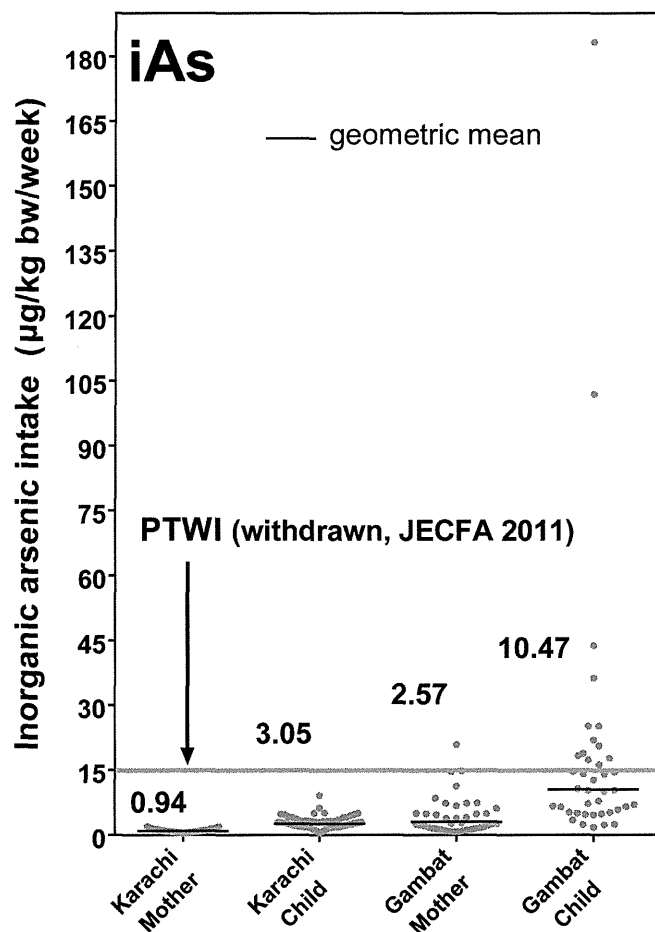 iAs
geometric mean
Inorganic arsenic intake (µg/kg bw/week)
180
165
150
135
120
105
90
75
60
45
30
15
0
PTWI (withdrawn, JECFA 2011)
0.94
3.05
2.57
10.47
Karachi
Mother
Karachi
Child
Gambat
Mother
Gambat
Child